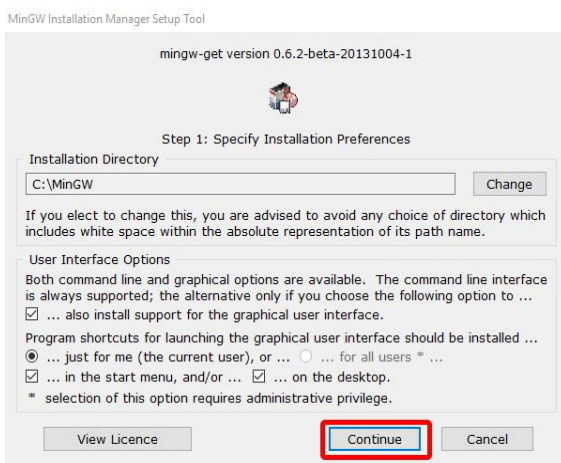 MinGW Installation Manager Setup Tool
mingw-get version 0.6.2-beta-20131004-1
Step 1: Specify Installation Preferences
Installation Directory
C:\MinGW
Change
If you elect to change this, you are advised to avoid any choice of directory which
includes white space within the absolute representation of its path name.
User Interface Options
Both command line and graphical options are available.  The command line interface
is always supported; the alternative only if you choose the following option to ...
... also install support for the graphical user interface.
Program shortcuts for launching the graphical user interface should be installed ...
... just for me (the current user), or ... ... for all users * ...
... in the start menu, and/or ... ... on the desktop.
* selection of this option requires administrative privilege.
View Licence Continue Cancel